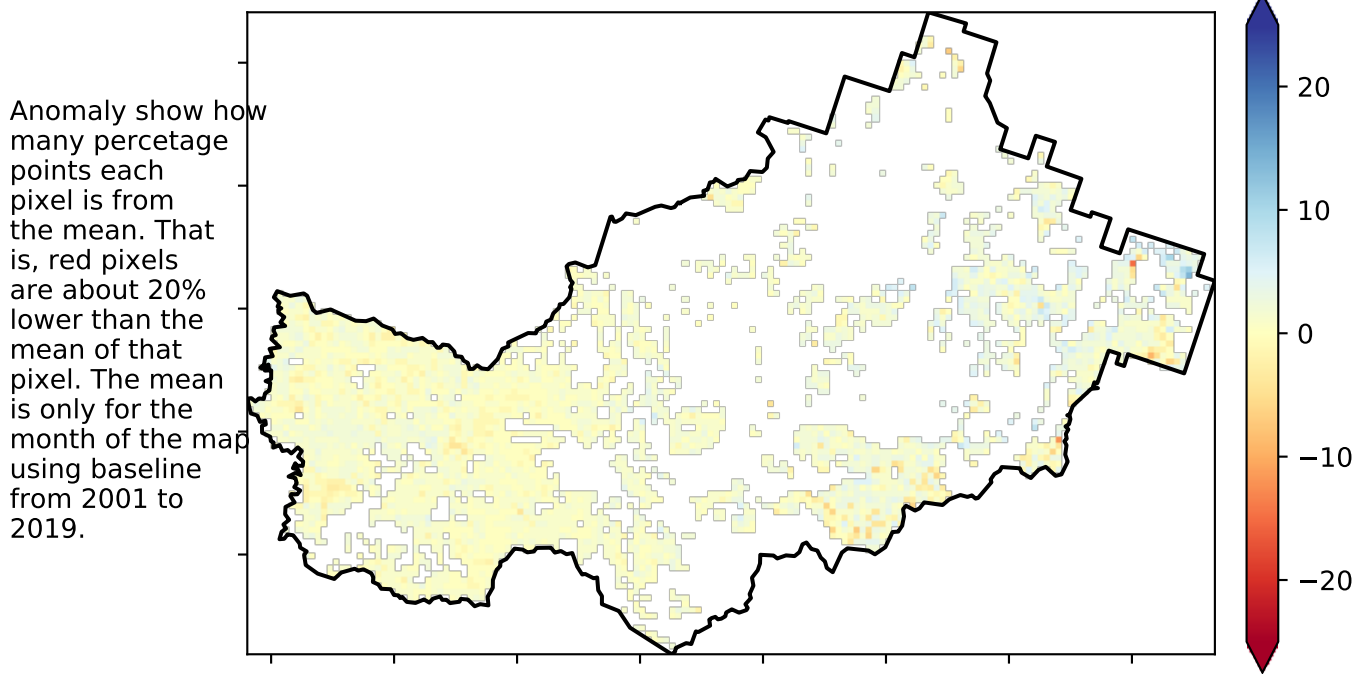 Anomaly show how
many percetage
points each
pixel is from
the mean. That
is, red pixels
are about 20%
lower than the
mean of that
pixel. The mean
is only for the
month of the map
using baseline
from 2001 to
2019.
20
10
0
−10
−20